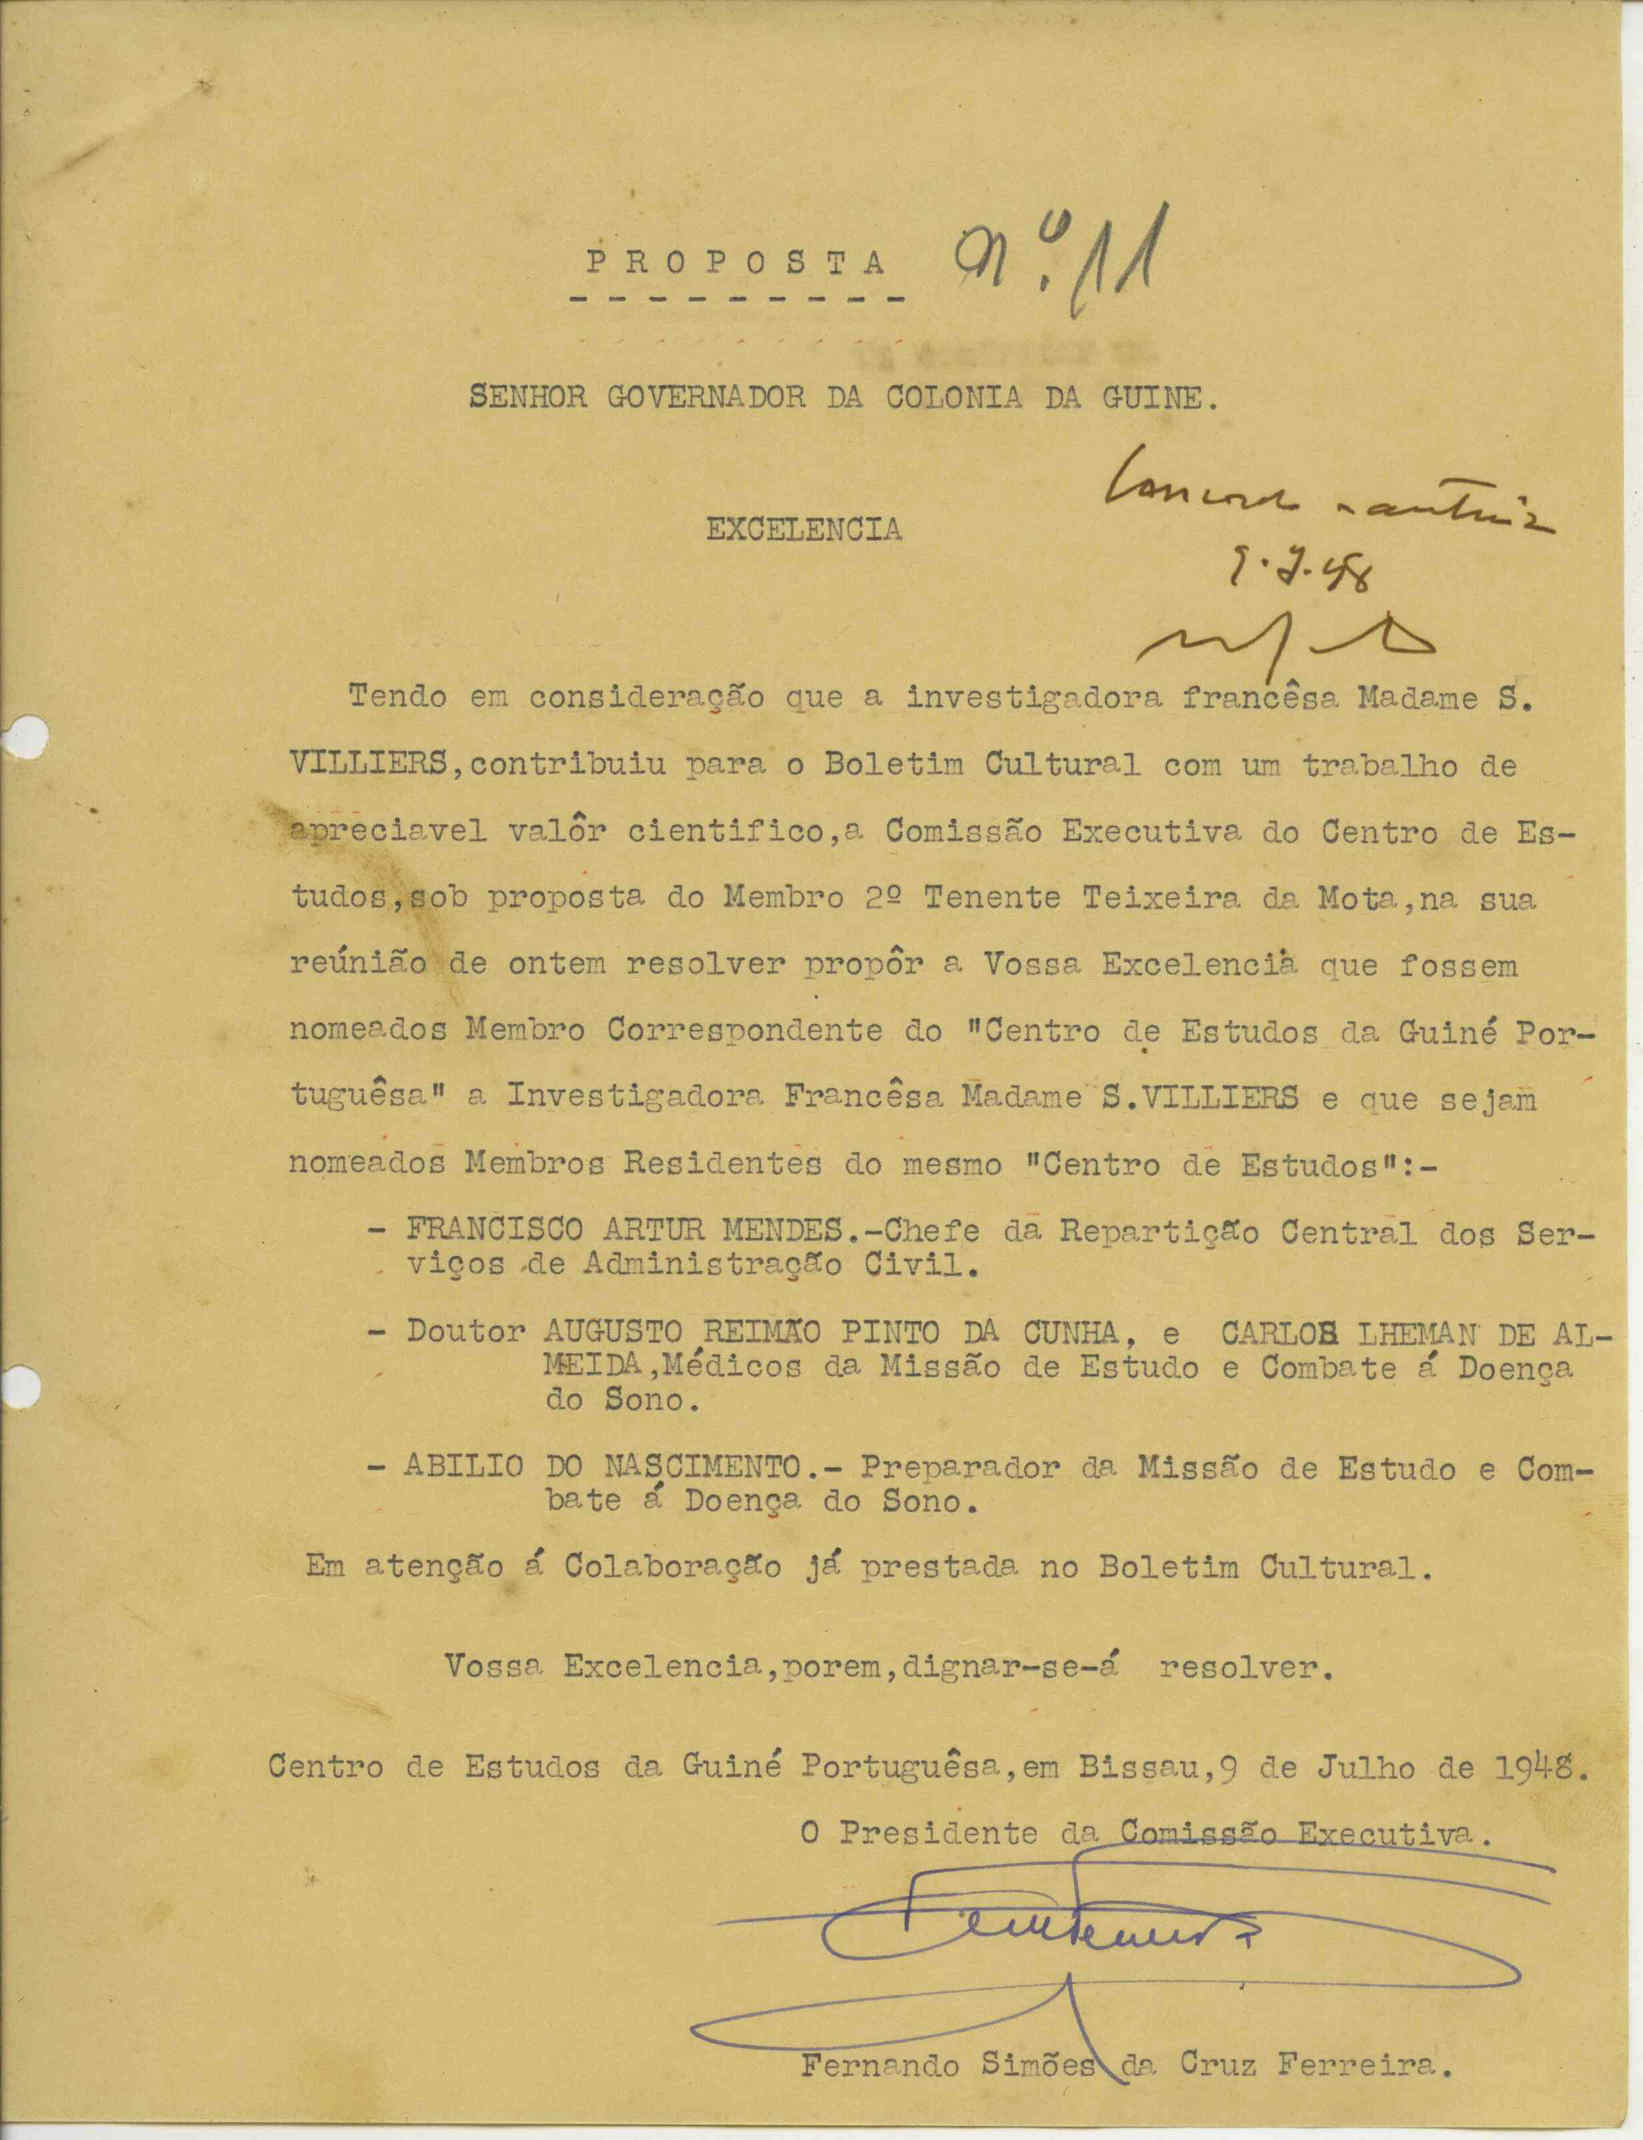 PROPOSTA Nº.11
SENHOR GOVERNADOR DA COLONIA DA GUINE.
Concordo e autorizo
EXCELENCIA
9.7.48
Tendo em consideração que a investigadora francêsa Madame S.
VILLIERS,contribuiu para o Boletim Cultural com um trabalho de
apreciavel valôr cientifico,a Comissão Executiva do Centro de Es-
tudos,sob proposta do Membro 2º Tenente Teixeira da Mota,na sua
reúnião de ontem resolver propôr a Vossa Excelencia que fossem
nomeados Membro Correspondente do "Centro de Estudos da Guiné Por-
tuguêsa" a Investigadora Francêsa Madame S.VILLIERS e que sejam
nomeados Membros Residentes do mesmo "Centro de Estudos":-
- FRANCISCO ARTUR MENDES.-Chefe da Repartição Central dos Ser-
viços de Administração Civil.
- Doutor AUGUSTO REIMÃO PINTO DA CUNHA, e CARLOS LHEMAN DE AL-
MEIDA,Médicos da Missão de Estudo e Combate á Doença
do Sono.
- ABILIO DO NASCIMENTO.- Preparador da Missão de Estudo e Com-
bate á Doença do Sono.
Em atenção á Colaboração já prestada no Boletim Cultural.
Vossa Excelencia,porem,dignar-se-á resolver.
Centro de Estudos da Guiné Portuguêsa,em Bissau,9 de Julho de 1948.
O Presidente da Comissão Executiva.
Fernando Simões da Cruz Ferreira.